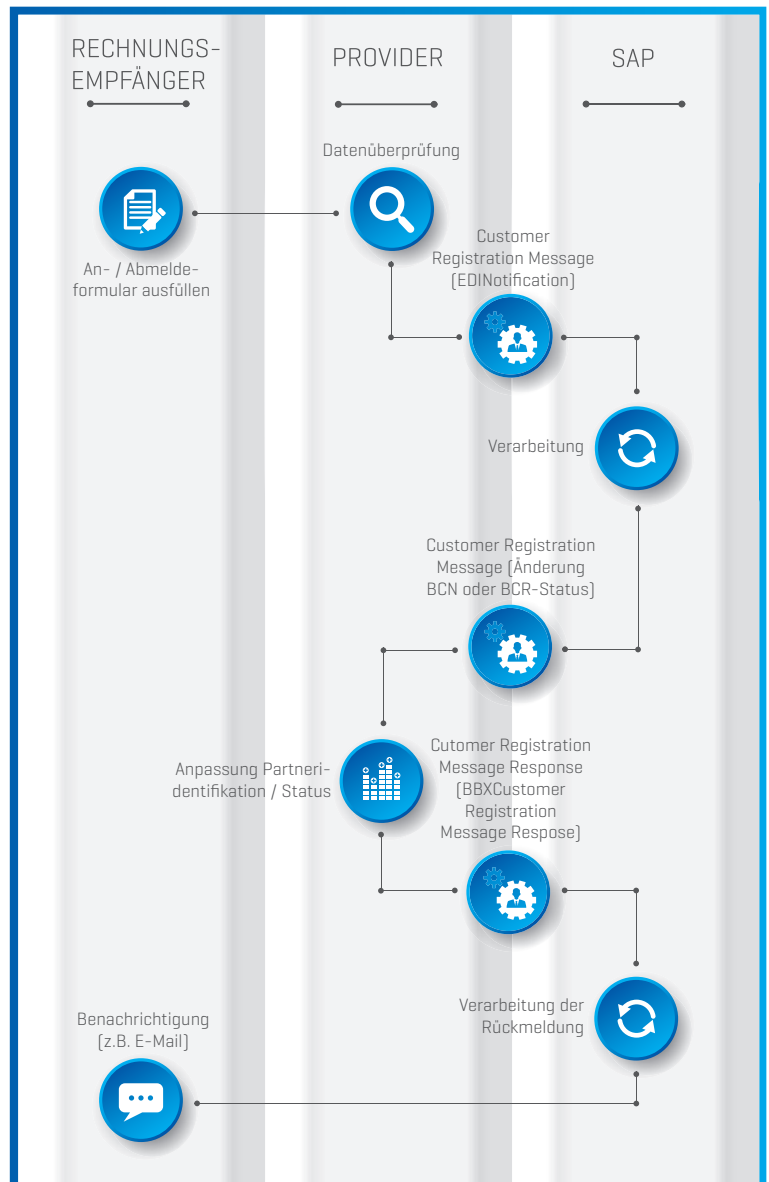 RECHNUNGS-
EMPFÄNGER
PROVIDER
SAP
Datenüberprüfung
An- / Abmelde-
formular ausfüllen
Customer
Registration Message
(EDINotification)
Verarbeitung
Customer Registration
Message (Änderung
BCN oder BCR-Status)
Anpassung Partneri-
dentifikation / Status
Cutomer Registration
Message Response
(BBXCustomer
Registration
Message Respose)
Verarbeitung der
Rückmeldung
Benachrichtigung
(z.B. E-Mail)